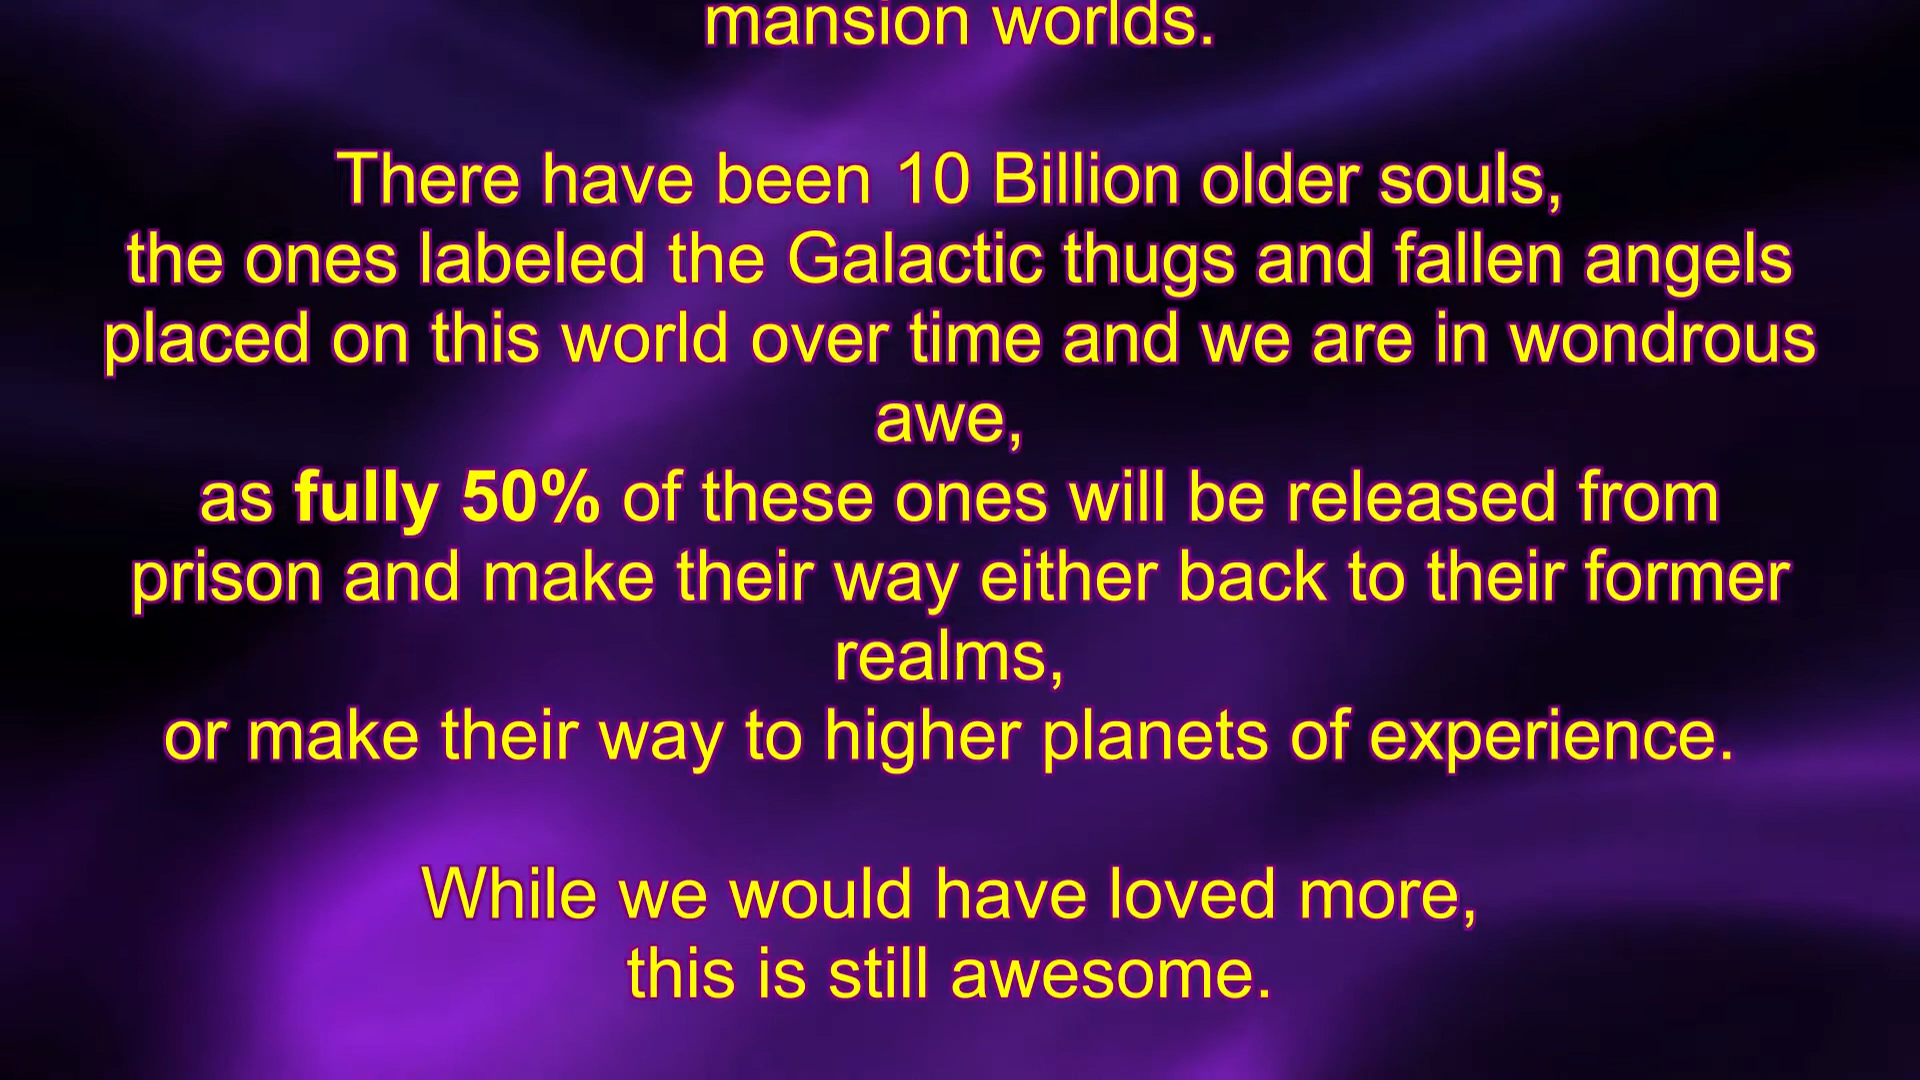 mansion worlds.
There have been 10 Billion older souls,
the ones labeled the Galactic thugs and fallen angels
placed on this world over time and we are in wondrous
awe,
as fully 50% of these ones will be released from
prison and make their way either back to their former
realms,
or make their way to higher planets of experience.
While we would have loved more,
this is still awesome.